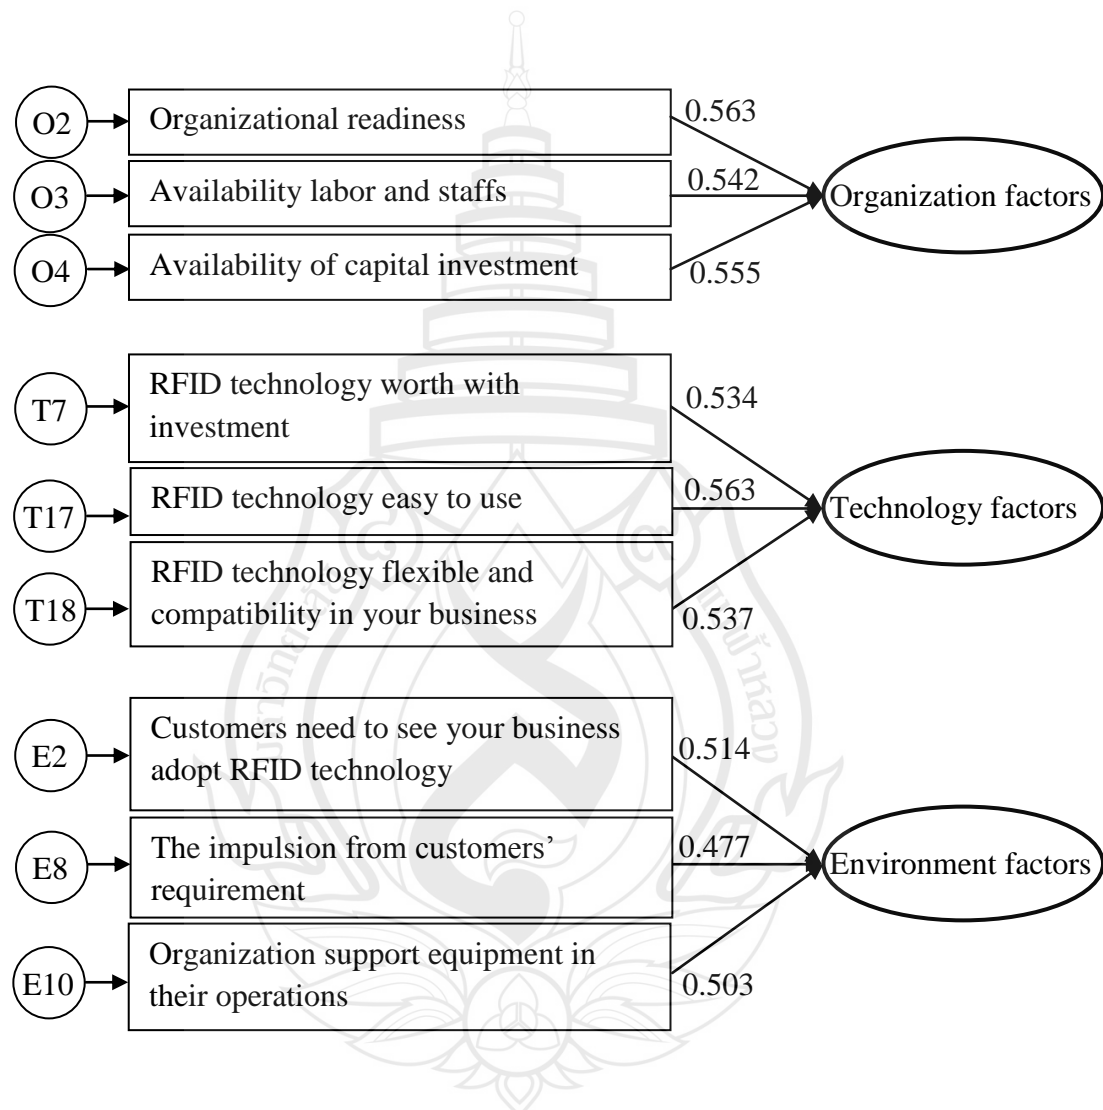 O2
Organizational readiness
0.563
O3
Availability labor and staffs
0.542
Organization factors
O4
Availability of capital investment
0.555
T7
RFID technology worth with
investment
0.534
T17
RFID technology easy to use
0.563
Technology factors
T18
RFID technology flexible and
compatibility in your business
0.537
E2
Customers need to see your business
adopt RFID technology
0.514
E8
The impulsion from customers’
requirement
0.477
Environment factors
E10
Organization support equipment in
their operations
0.503